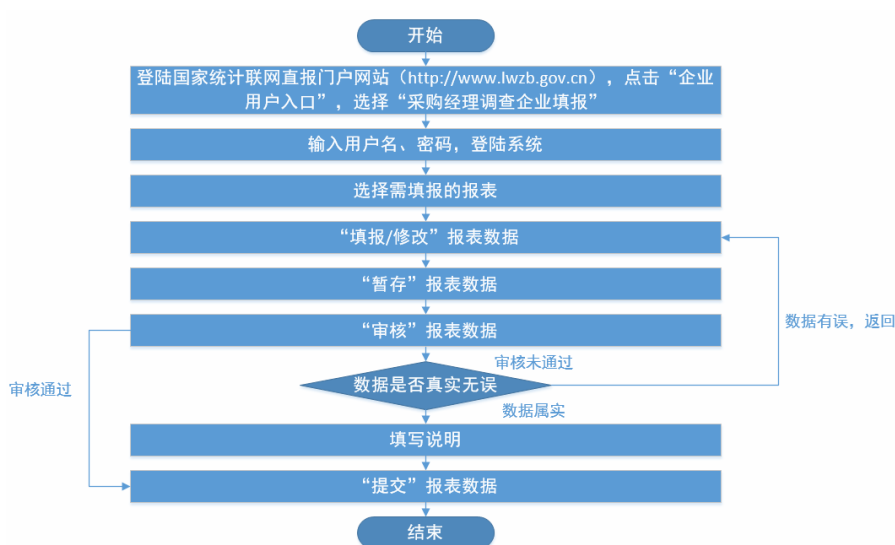 开始
登陆国家统计联网直报门户网站（http://www.lwzb.gov.cn），点击“企业
用户入口”，选择“采购经理调查企业填报”
输入用户名、密码，登陆系统
选择需填报的报表
“填报/修改”报表数据
“暂存”报表数据
“审核”报表数据
数据有误，返回
审核未通过
数据是否真实无误
审核通过
数据属实
填写说明
“提交”报表数据
结束